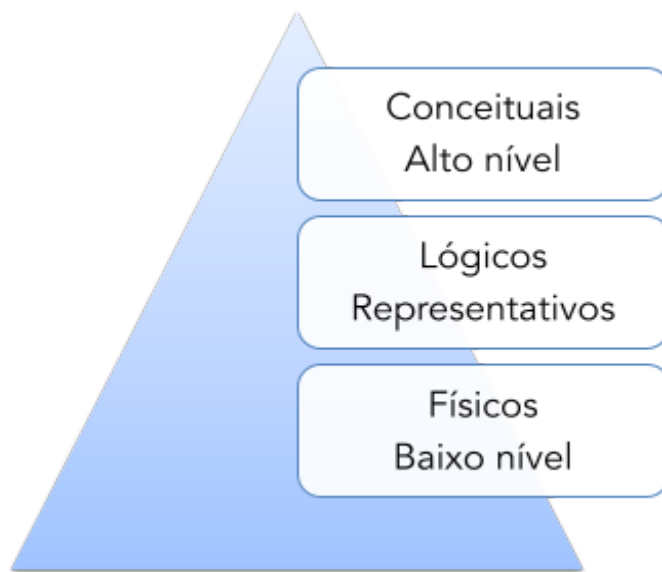 Conceituais
Alto nível
Lógicos
Representativos
Físicos
Baixo nível